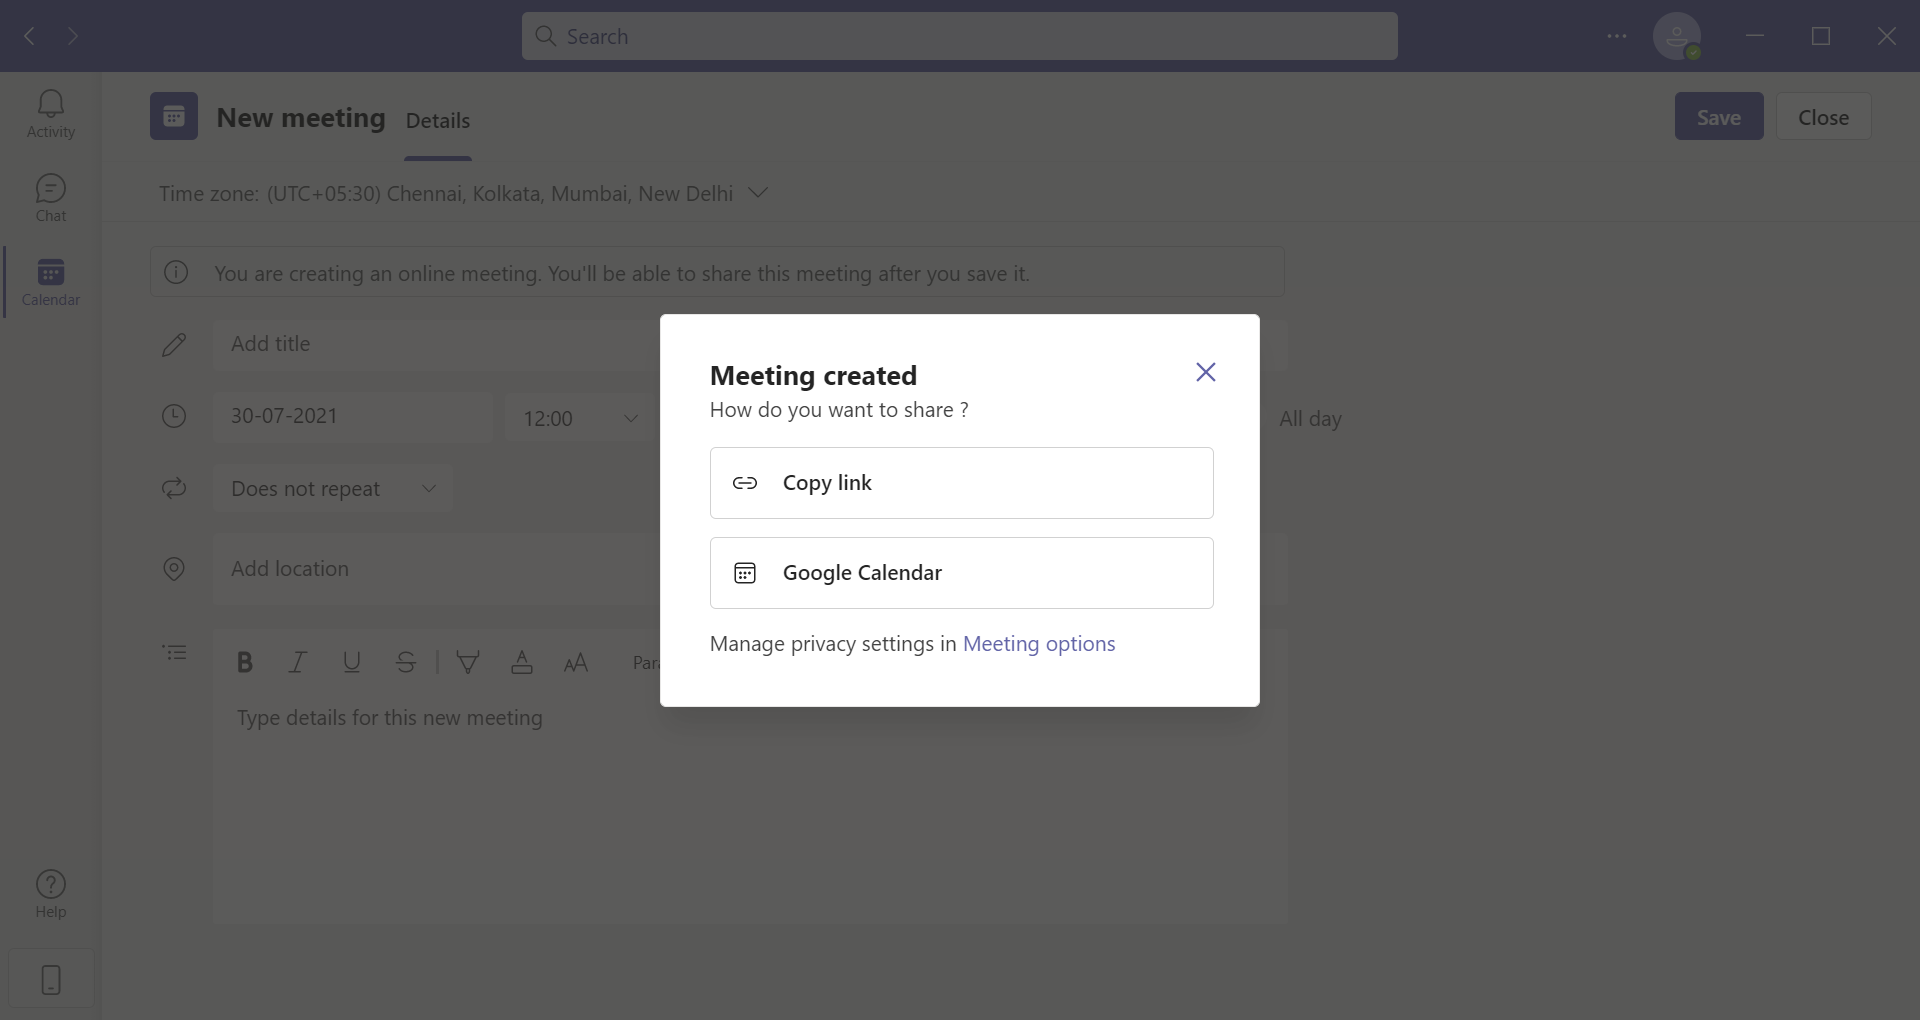 Search
Activity
Chat
Calendar
Help
New meeting Details
Save Close
Time zone: (UTC+05:30) Chennai, Kolkata, Mumbai, New Delhi
You are creating an online meeting. You'll be able to share this meeting after you save it.
Add title
30-07-2021 12:00 All day
Does not repeat
Add location
B I U S A AA Para
Type details for this new meeting
Meeting created
How do you want to share ?
Copy link
Google Calendar
Manage privacy settings in Meeting options